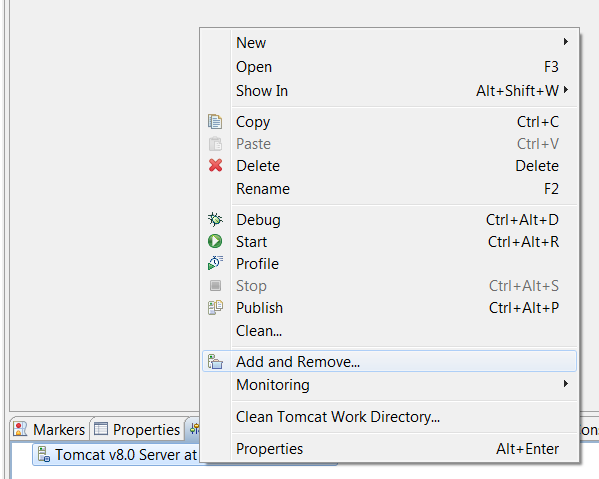 New
Open F3
Show In Alt+Shift+W
Copy Ctrl+C
Paste Ctrl+V
Delete Delete
Rename F2
Debug Ctrl+Alt+D
Start Ctrl+Alt+R
Profile
Stop Ctrl+Alt+S
Publish Ctrl+Alt+P
Clean...
Add and Remove...
Monitoring
Clean Tomcat Work Directory...
Properties Alt+Enter
Markers Properties
Tomcat v8.0 Server at